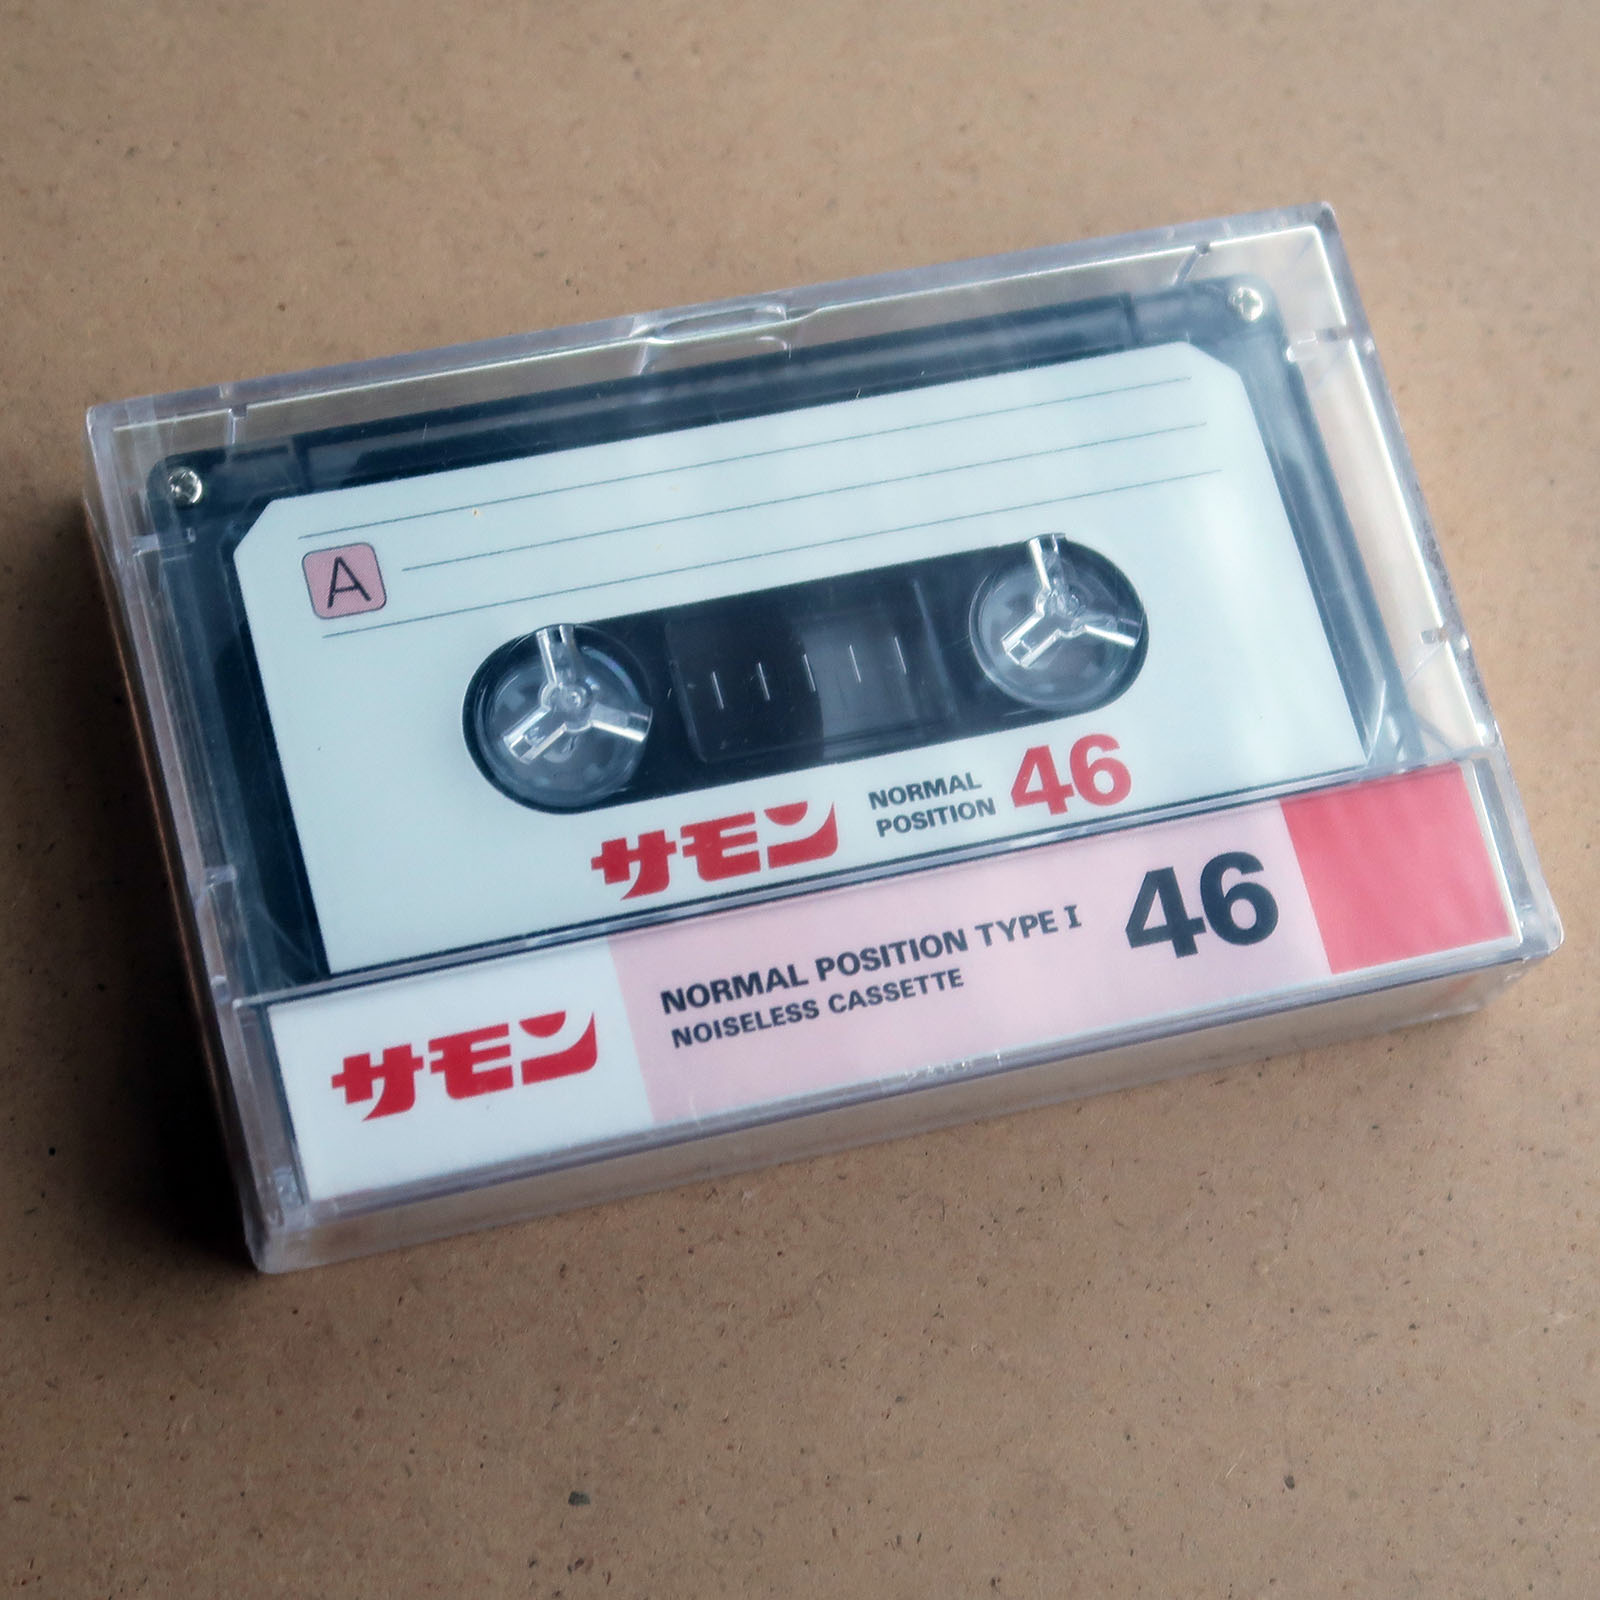 A
サモン
NORMAL
POSITION
46
サモン
NORMAL POSITION TYPE I
NOISELESS CASSETTE
46